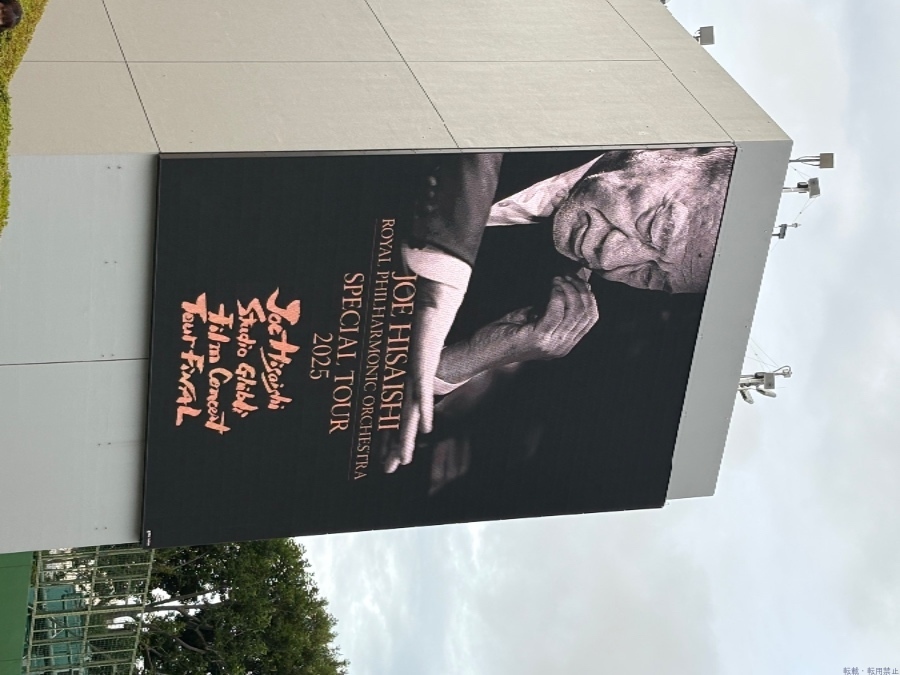 JOE HISAISHI
ROYAL PHILHARMONIC ORCHESTRA
SPECIAL TOUR
2025
Joe Hisaishi
Studio Ghibli
Film Concert
Tour Final
転載・転用禁止